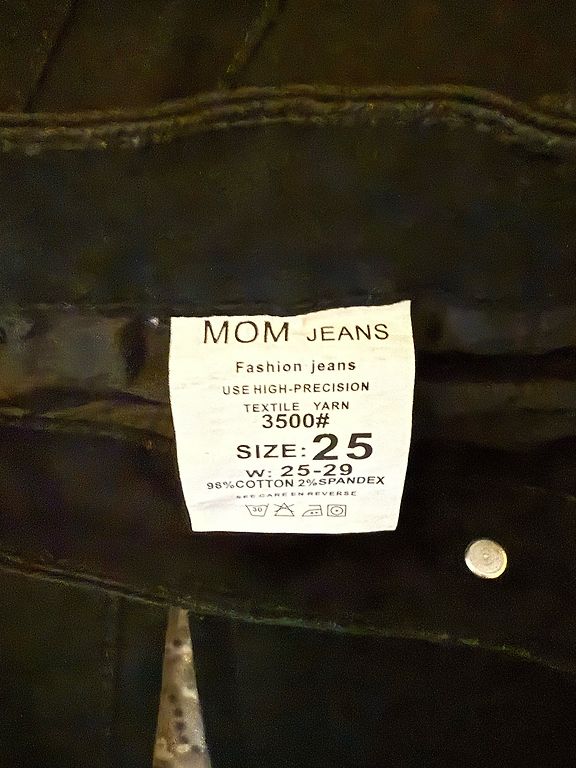 MOM JEANS
Fashion jeans
USE HIGH-PRECISION
TEXTILE YARN
3500#
SIZE: 25
W: 25-29
98%COTTON 2%SPANDEX
SEE CARE EN REVERSE
30